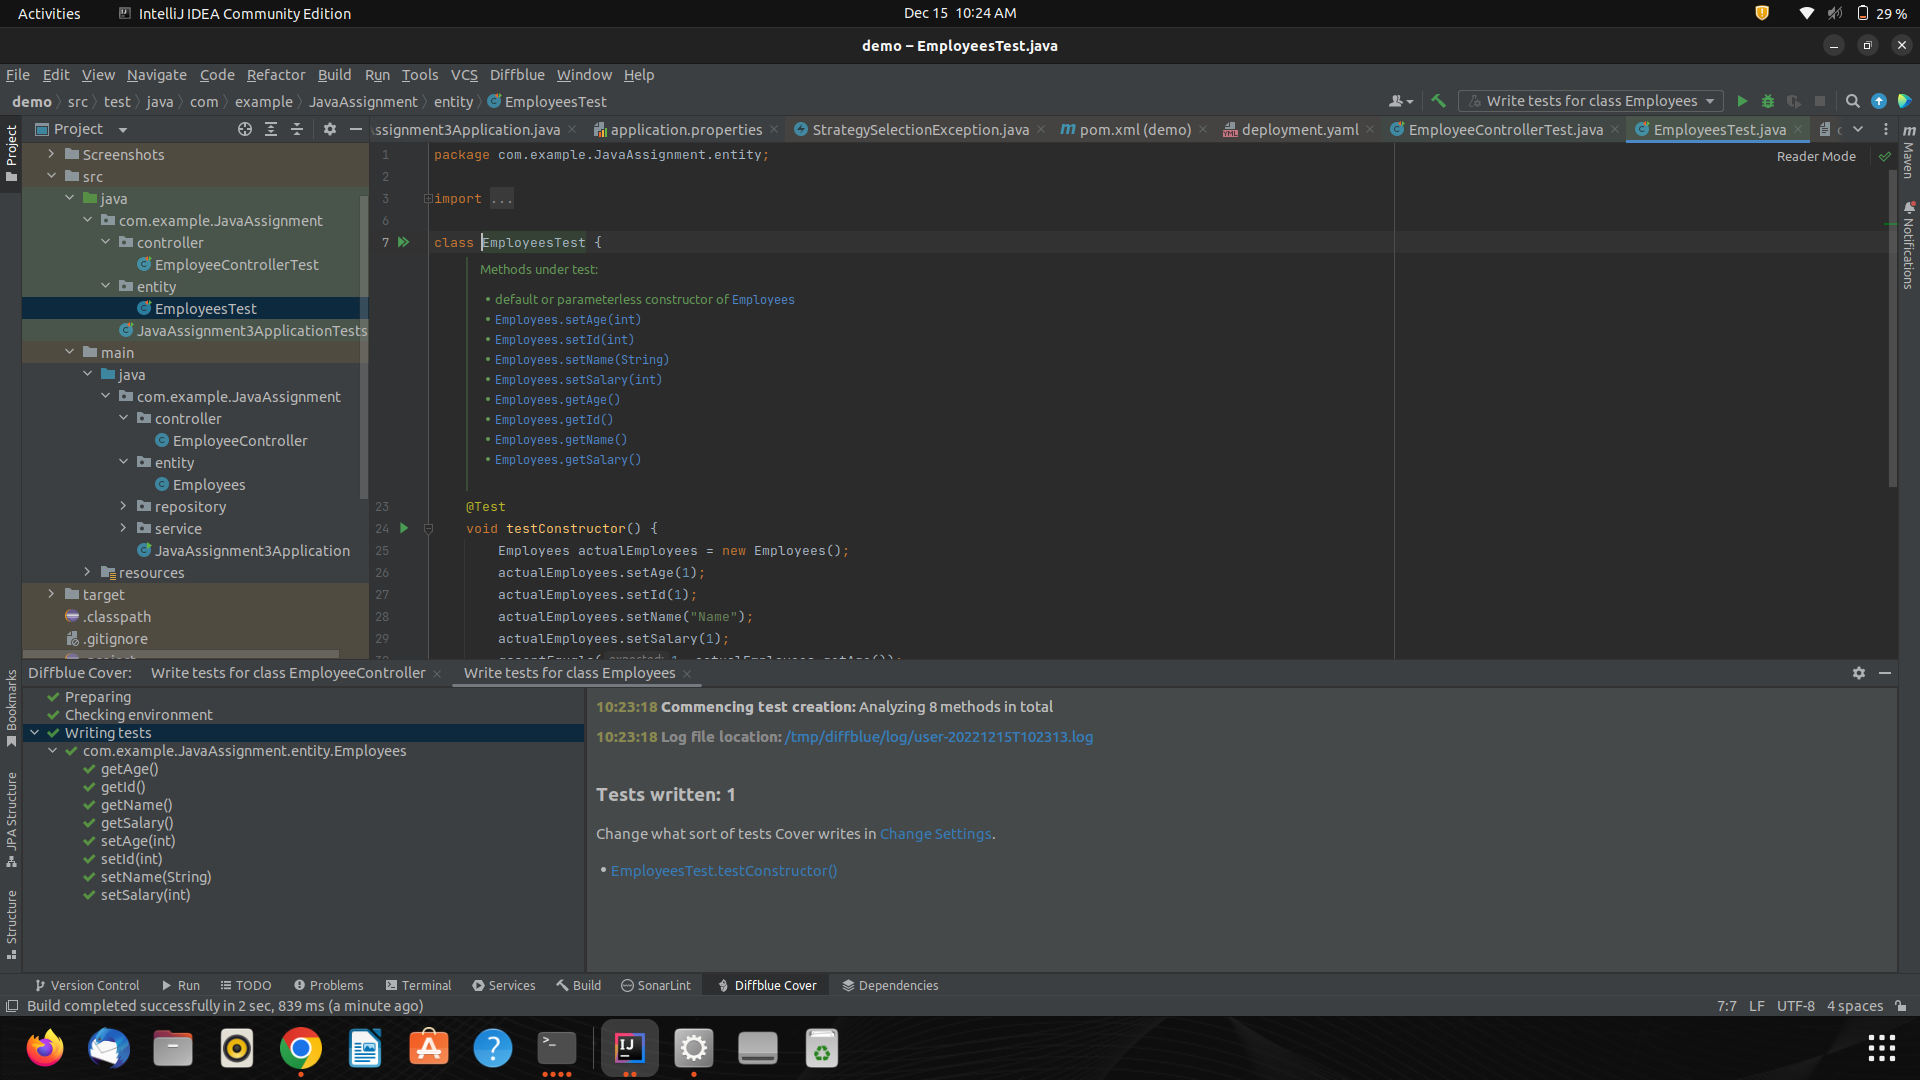 Activities
IntelliJ IDEA Community Edition
Dec 15 10:24 AM
29 %
demo – EmployeesTest.java
File Edit View Navigate Code Refactor Build Run Tools VCS Diffblue Window Help
demo src test java com example JavaAssignment entity EmployeesTest
Write tests for class Employees
Project
ssignment3Application.java application.properties StrategySelectionException.java pom.xml (demo) deployment.yaml EmployeeControllerTest.java EmployeesTest.java
Project
Bookmarks
JPA Structure
Structure
Maven
Notifications
Reader Mode
Screenshots
src
java
com.example.JavaAssignment
controller
EmployeeControllerTest
entity
EmployeesTest
JavaAssignment3ApplicationTests
main
java
com.example.JavaAssignment
controller
EmployeeController
entity
Employees
repository
service
JavaAssignment3Application
resources
target
.classpath
.gitignore
1 package com.example.JavaAssignment.entity;
2
3 import ...
6
7 class EmployeesTest {
Methods under test:
• default or parameterless constructor of Employees
• Employees.setAge(int)
• Employees.setId(int)
• Employees.setName(String)
• Employees.setSalary(int)
• Employees.getAge()
• Employees.getId()
• Employees.getName()
• Employees.getSalary()
23 @Test
24 void testConstructor() {
25 Employees actualEmployees = new Employees();
26 actualEmployees.setAge(1);
27 actualEmployees.setId(1);
28 actualEmployees.setName("Name");
29 actualEmployees.setSalary(1);
Diffblue Cover: Write tests for class EmployeeController Write tests for class Employees
Preparing
Checking environment
Writing tests
com.example.JavaAssignment.entity.Employees
getAge()
getId()
getName()
getSalary()
setAge(int)
setId(int)
setName(String)
setSalary(int)
10:23:18 Commencing test creation: Analyzing 8 methods in total
10:23:18 Log file location: /tmp/diffblue/log/user-20221215T102313.log
Tests written: 1
Change what sort of tests Cover writes in Change Settings.
• EmployeesTest.testConstructor()
Version Control Run TODO Problems Terminal Services Build SonarLint Diffblue Cover Dependencies
Build completed successfully in 2 sec, 839 ms (a minute ago)
7:7 LF UTF-8 4 spaces